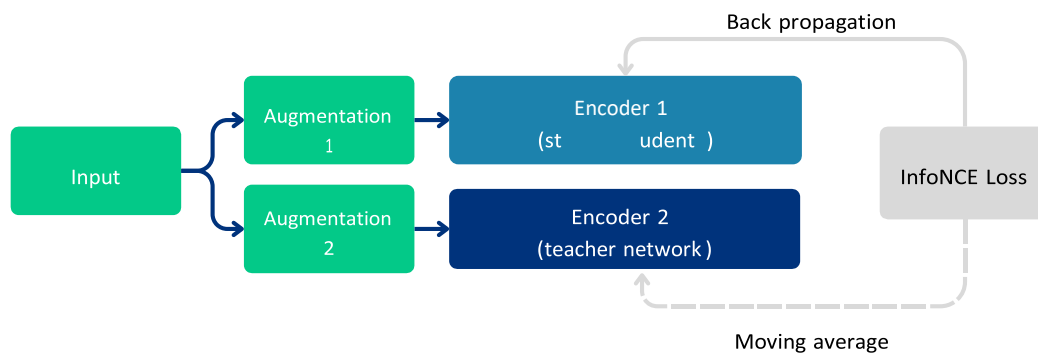 Back propagation
Input
Augmentation
1
Encoder 1
(st udent )
InfoNCE Loss
Augmentation
2
Encoder 2
(teacher network)
Moving average